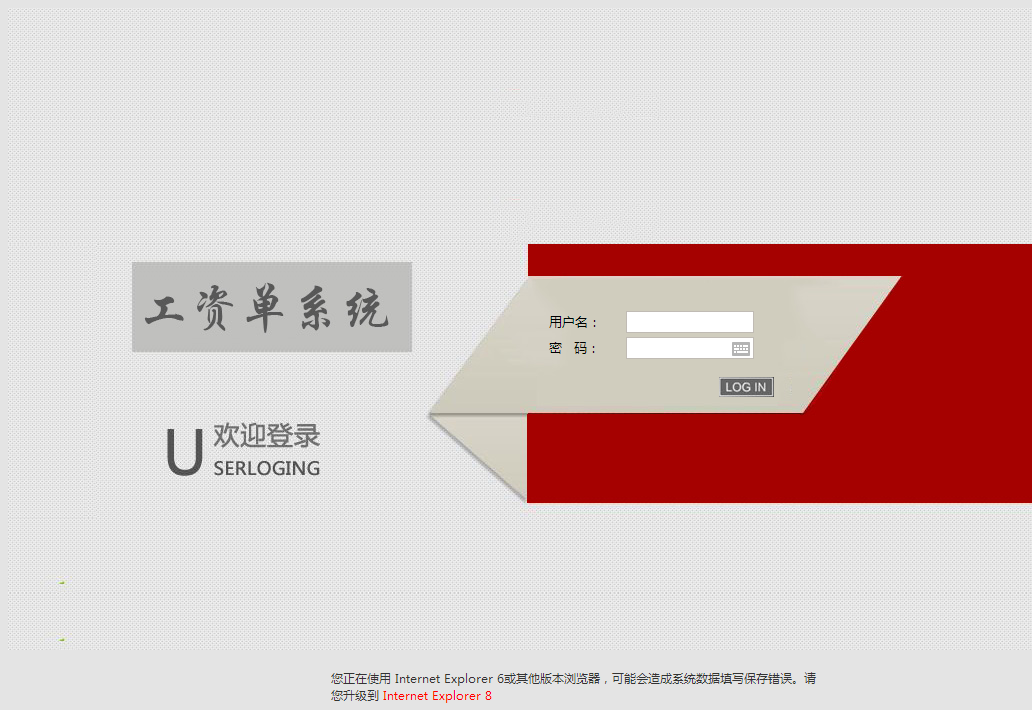 工资单系统
用户名：
密 码：
LOG IN
U 欢迎登录
SERLOGING
您正在使用 Internet Explorer 6或其他版本浏览器，可能会造成系统数据填写保存错误。请
您升级到 Internet Explorer 8